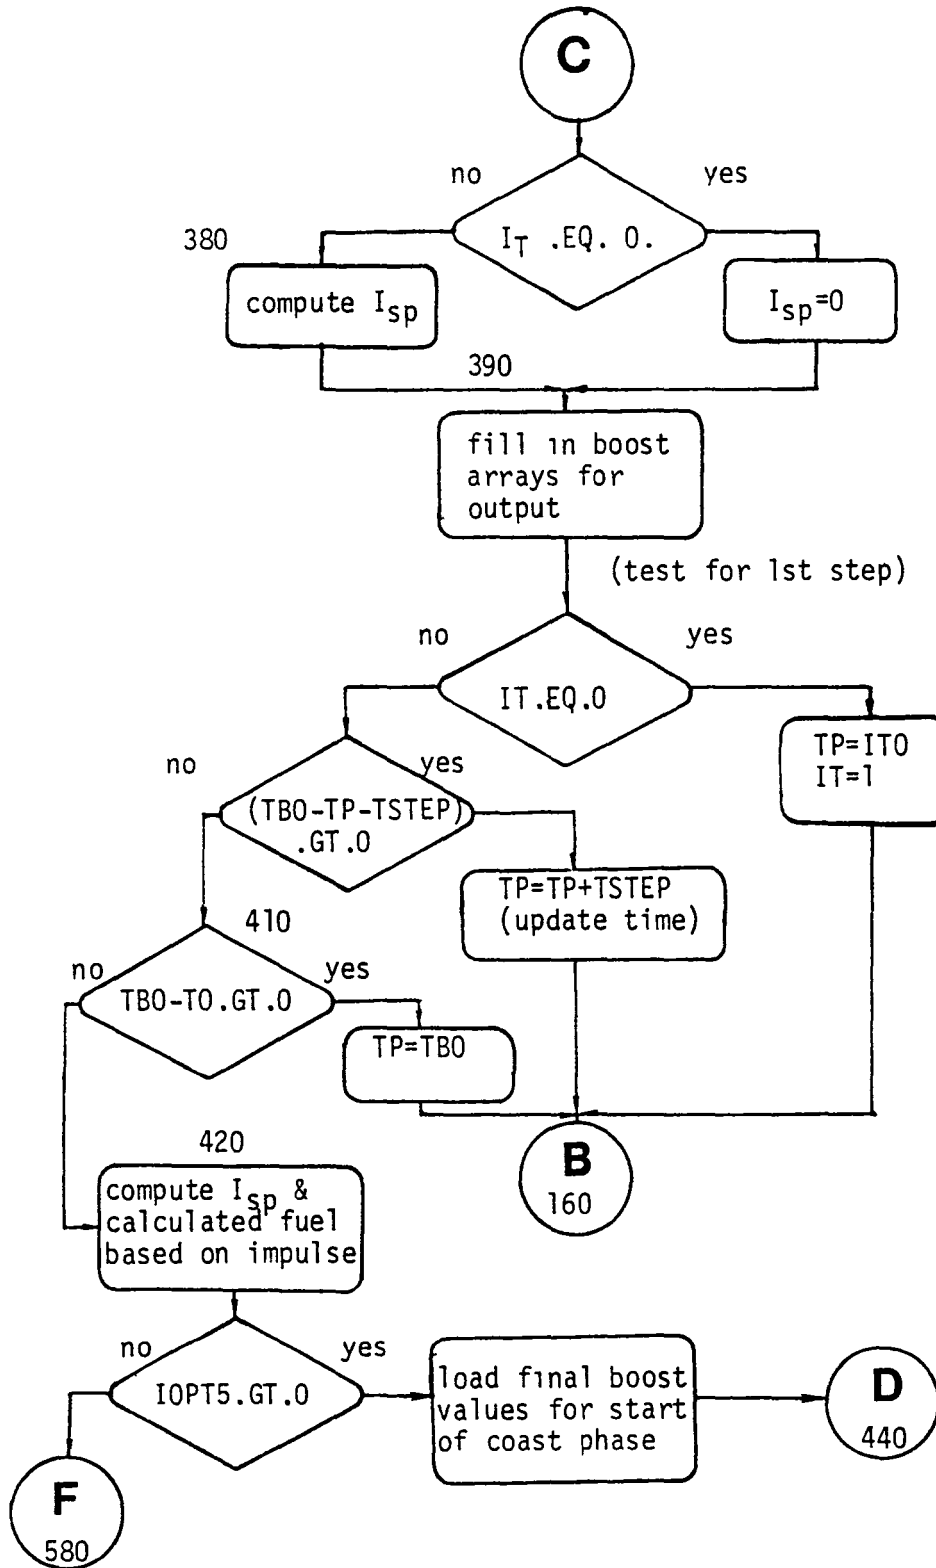 C
no
yes
I_T .EQ. 0.
380
compute I_sp
I_sp=0
390
fill in boost
arrays for
output
(test for 1st step)
no
yes
IT.EQ.0
TP=IT0
IT=1
no
yes
(TBO-TP-TSTEP)
.GT.0
TP=TP+TSTEP
(update time)
410
no
yes
TBO-TO.GT.0
TP=TBO
B
160
420
compute I_sp &
calculated fuel
based on impulse
no
yes
IOPT5.GT.0
load final boost
values for start
of coast phase
D
440
F
580